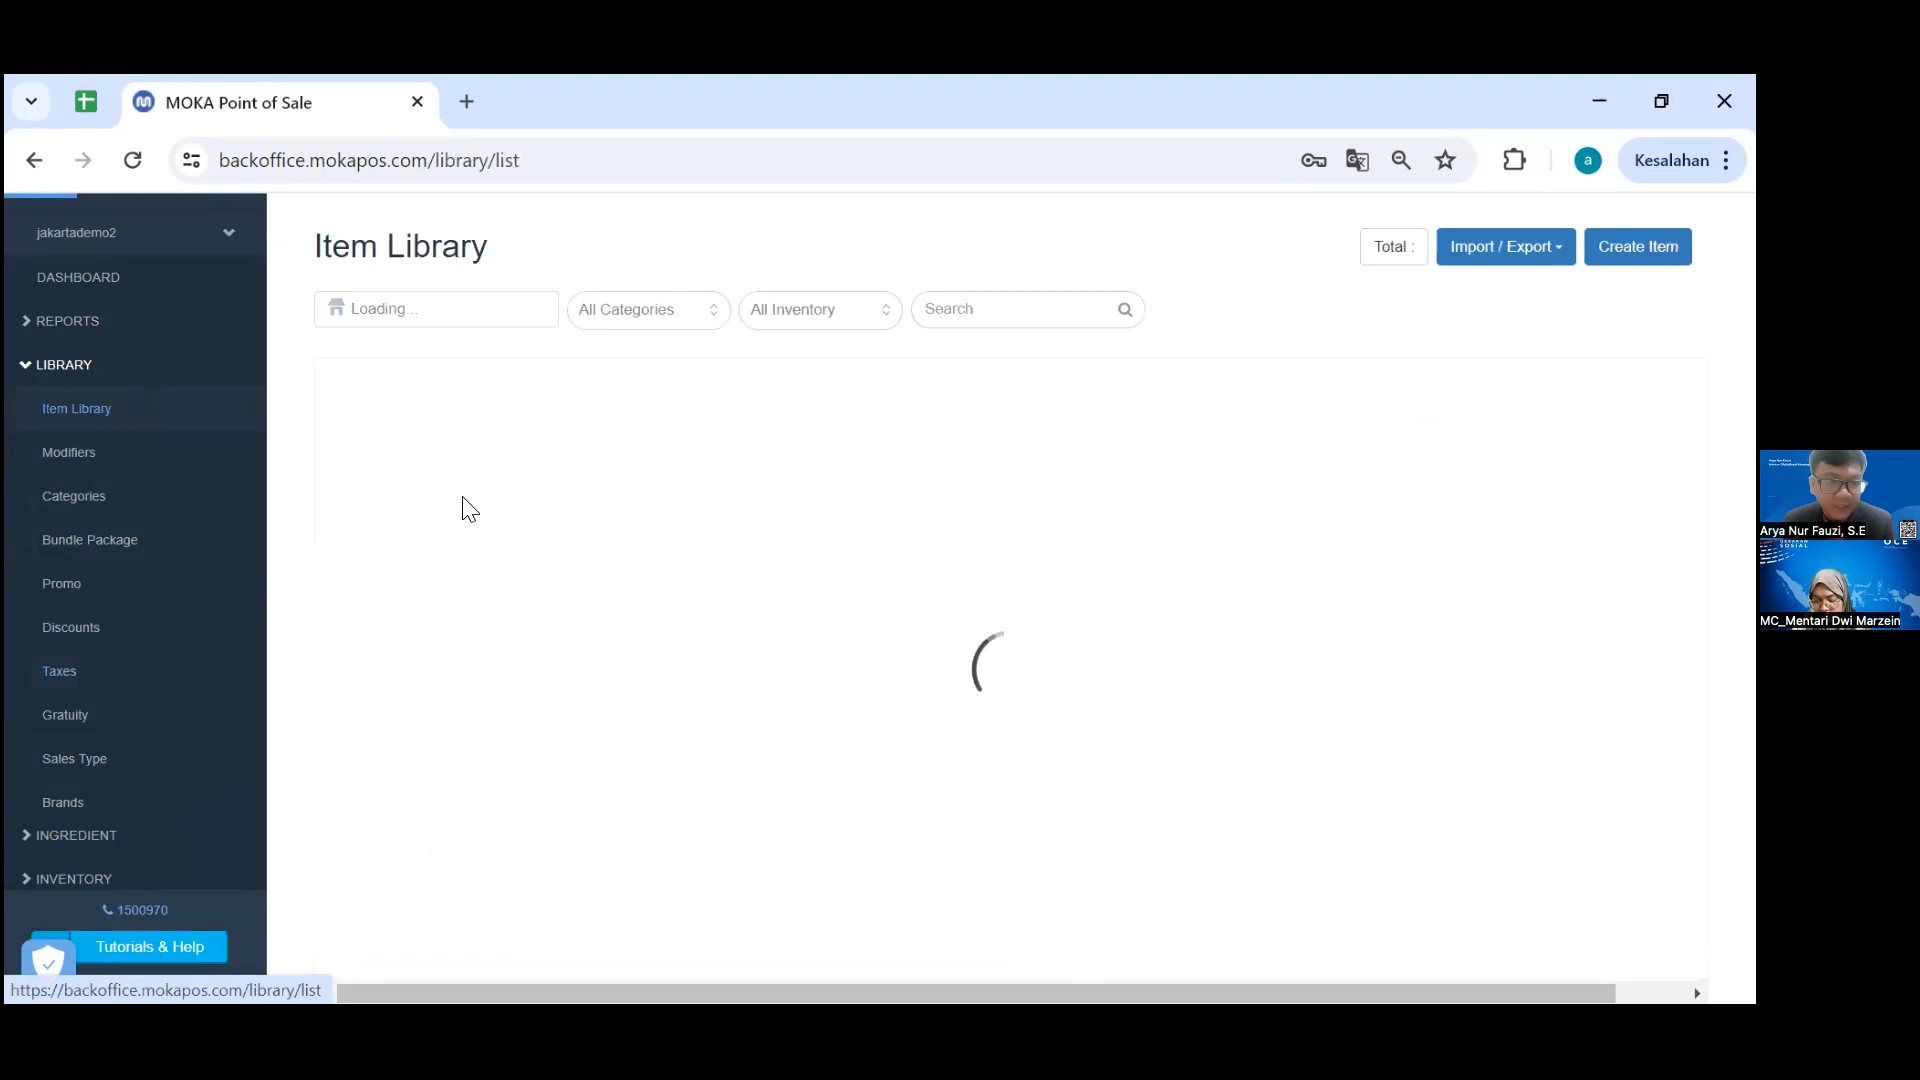 MOKA Point of Sale
backoffice.mokapos.com/library/list
a
Kesalahan
jakartademo2
DASHBOARD
REPORTS
LIBRARY
Item Library
Modifiers
Categories
Bundle Package
Promo
Discounts
Taxes
Gratuity
Sales Type
Brands
INGREDIENT
INVENTORY
1500970
Tutorials & Help
https://backoffice.mokapos.com/library/list
Item Library
Total :
Import / Export
Create Item
Loading...
All Categories
All Inventory
Search
Arya Nur Fauzi, S.E
SOSIAL
OCE
MC_Mentari Dwi Marzein